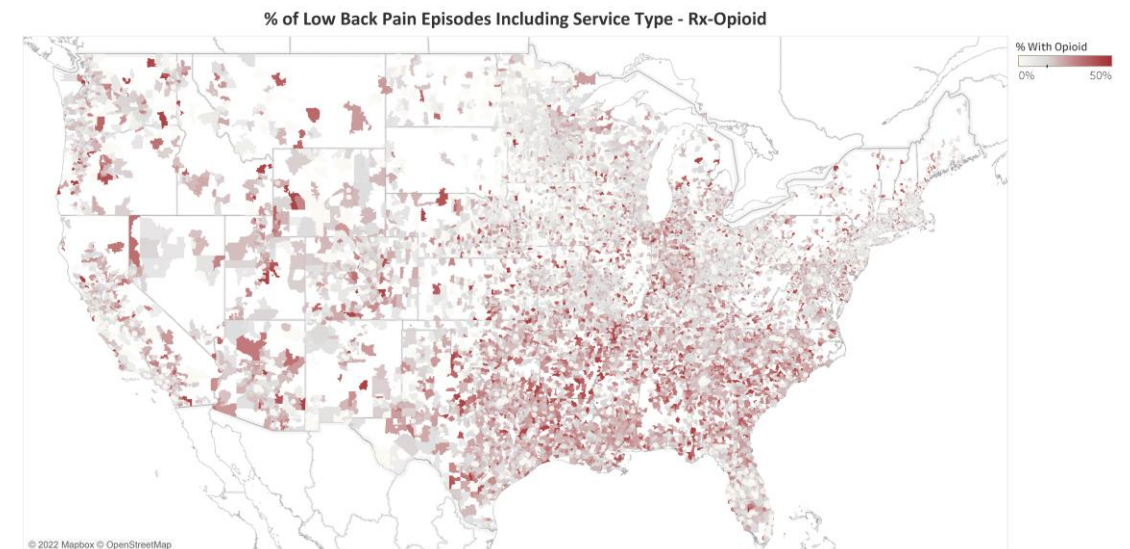 % of Low Back Pain Episodes Including Service Type - Rx-Opioid
% With Opioid
0% 50%
© 2022 Mapbox © OpenStreetMap